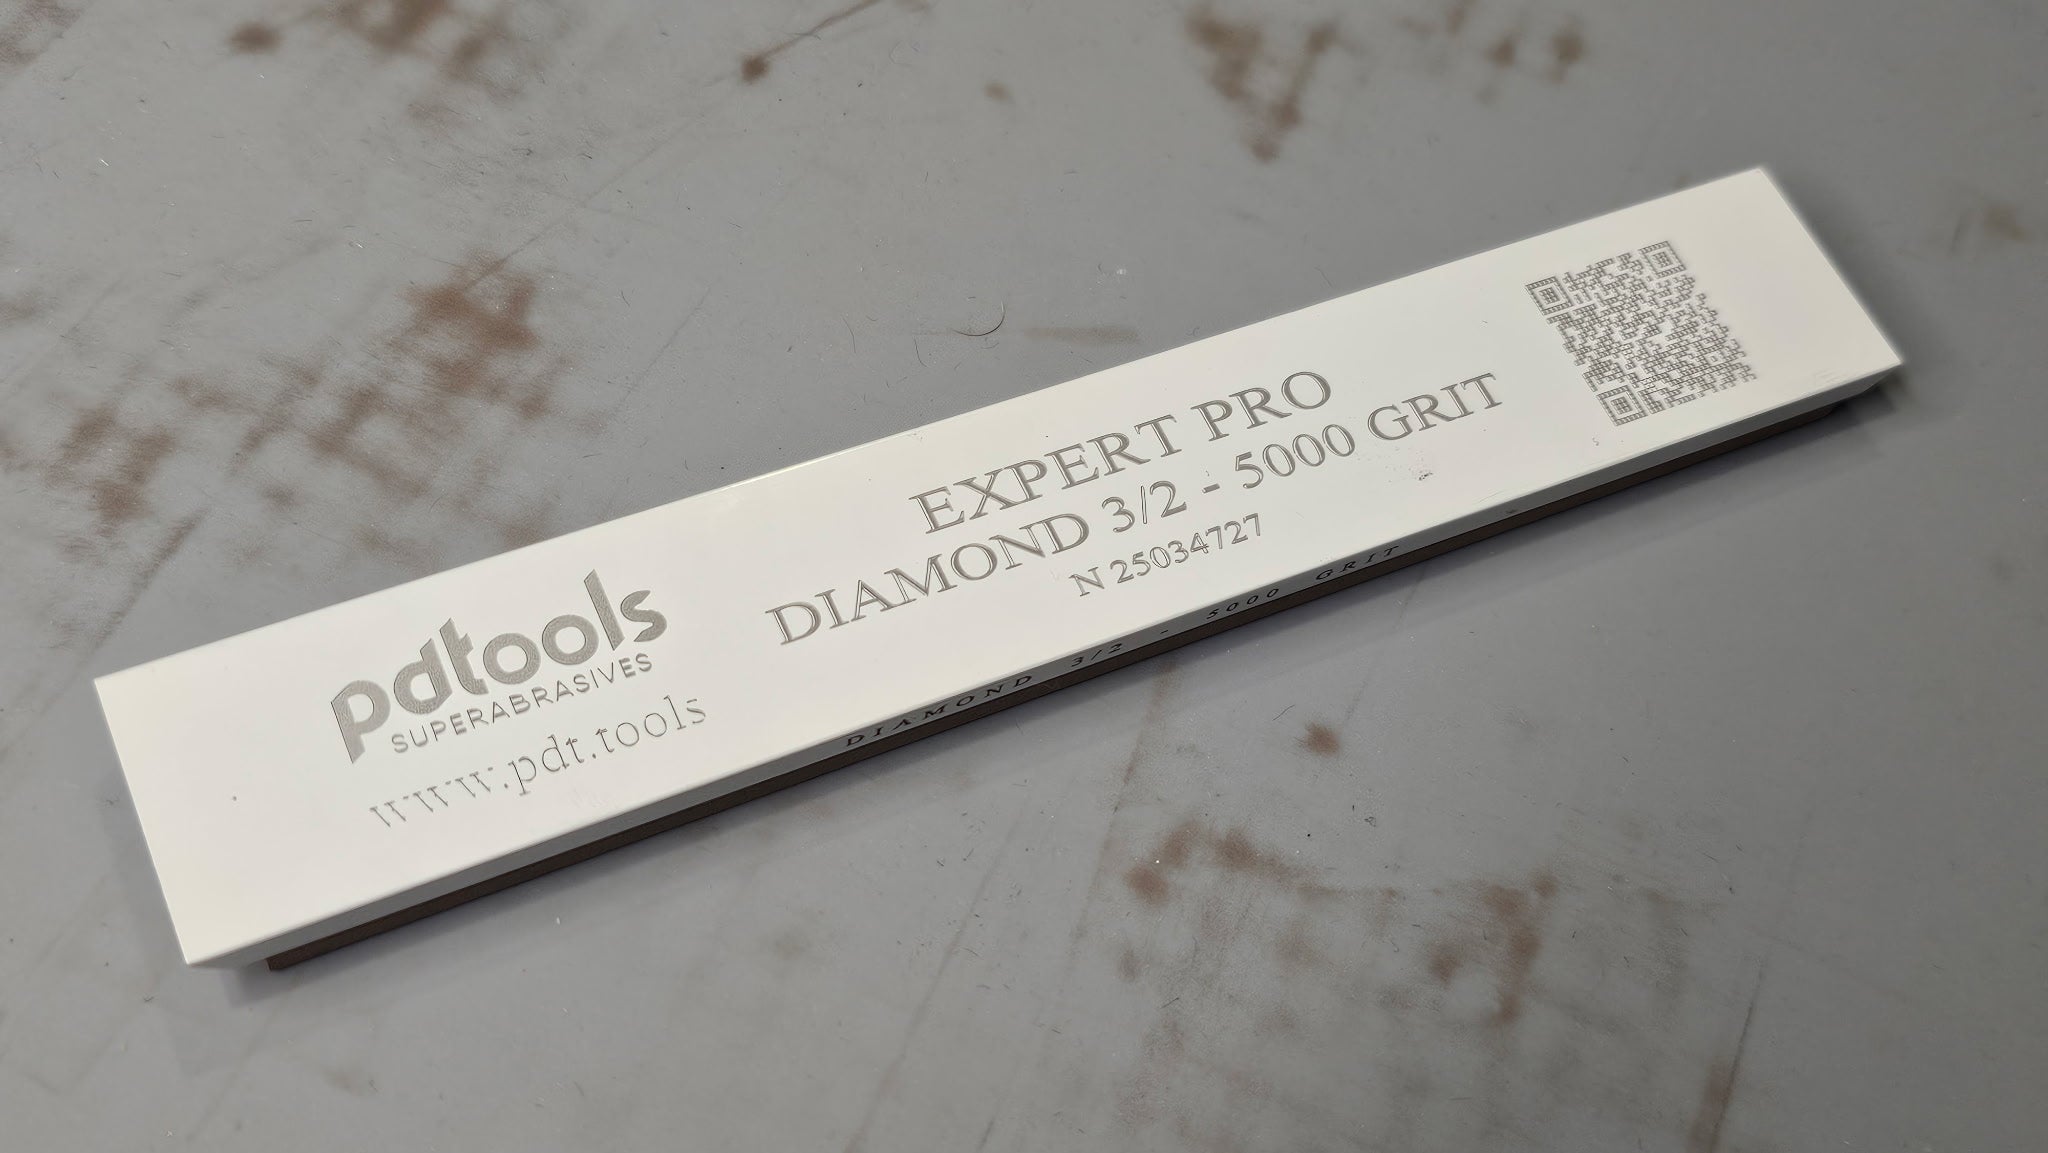 pdtools
SUPERABRASIVES
www.pdt.tools
EXPERT PRO
DIAMOND 3/2 - 5000 GRIT
N 25034727
DIAMOND 3/2 - 5000 GRIT